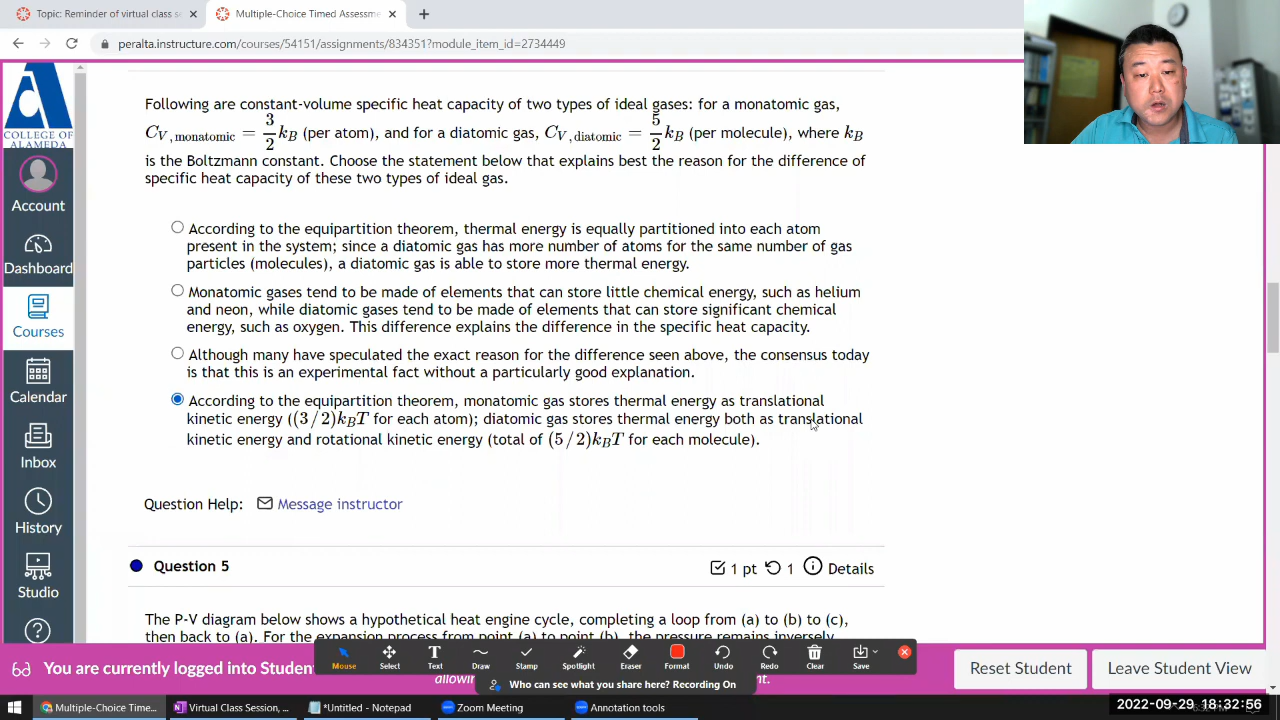 Topic: Reminder of virtual class s
Multiple-Choice Timed Assessme
peralta.instructure.com/courses/54151/assignments/834351?module_item_id=2734449
COLLEGE OF
ALAMEDA
Account
Dashboard
Courses
Calendar
Inbox
History
Studio
Following are constant-volume specific heat capacity of two types of ideal gases: for a monatomic gas,
C_{V,monatomic} = 3/2 k_B (per atom), and for a diatomic gas, C_{V,diatomic} = 5/2 k_B (per molecule), where k_B
is the Boltzmann constant. Choose the statement below that explains best the reason for the difference of
specific heat capacity of these two types of ideal gas.
According to the equipartition theorem, thermal energy is equally partitioned into each atom
present in the system; since a diatomic gas has more number of atoms for the same number of gas
particles (molecules), a diatomic gas is able to store more thermal energy.
Monatomic gases tend to be made of elements that can store little chemical energy, such as helium
and neon, while diatomic gases tend to be made of elements that can store significant chemical
energy, such as oxygen. This difference explains the difference in the specific heat capacity.
Although many have speculated the exact reason for the difference seen above, the consensus today
is that this is an experimental fact without a particularly good explanation.
According to the equipartition theorem, monatomic gas stores thermal energy as translational
kinetic energy ((3/2)k_BT for each atom); diatomic gas stores thermal energy both as translational
kinetic energy and rotational kinetic energy (total of (5/2)k_BT for each molecule).
Question Help: Message instructor
Question 5
1 pt 1 Details
The P-V diagram below shows a hypothetical heat engine cycle, completing a loop from (a) to (b) to (c),
then back to (a). For the expansion process from point (a) to point (b), the pressure remains inversely
Mouse Select Text Draw Stamp Spotlight Eraser Format Undo Redo Clear Save
You are currently logged into Studen
Reset Student
Leave Student View
Who can see what you share here? Recording On
Multiple-Choice Timed...
Virtual Class Session, ...
*Untitled - Notepad
Zoom Meeting
Annotation tools
2022-09-29 18:32:56